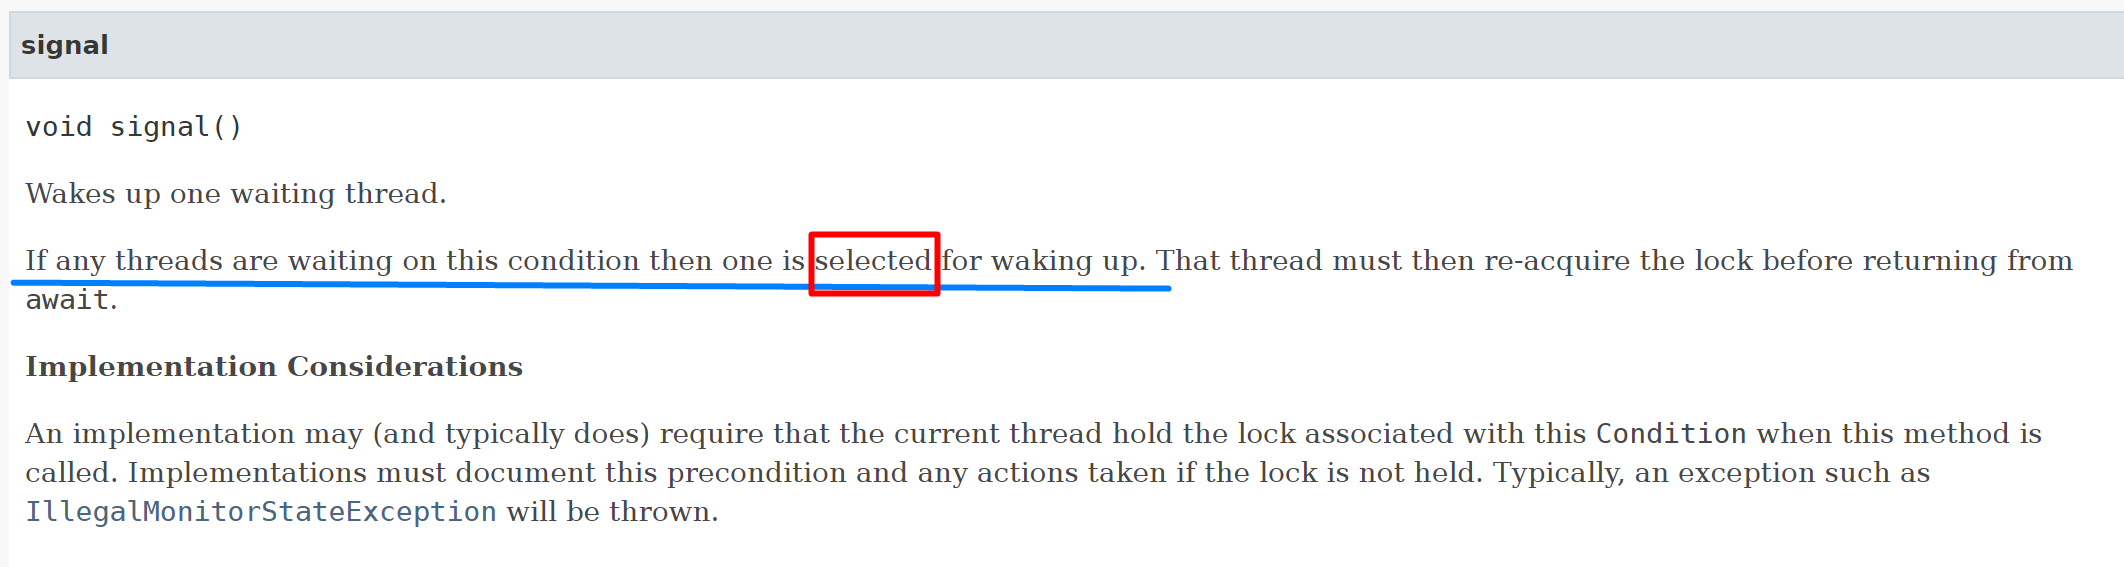 signal
void signal()
Wakes up one waiting thread.
If any threads are waiting on this condition then one is selected for waking up. That thread must then re-acquire the lock before returning from
await.
Implementation Considerations
An implementation may (and typically does) require that the current thread hold the lock associated with this Condition when this method is
called. Implementations must document this precondition and any actions taken if the lock is not held. Typically, an exception such as
IllegalMonitorStateException will be thrown.